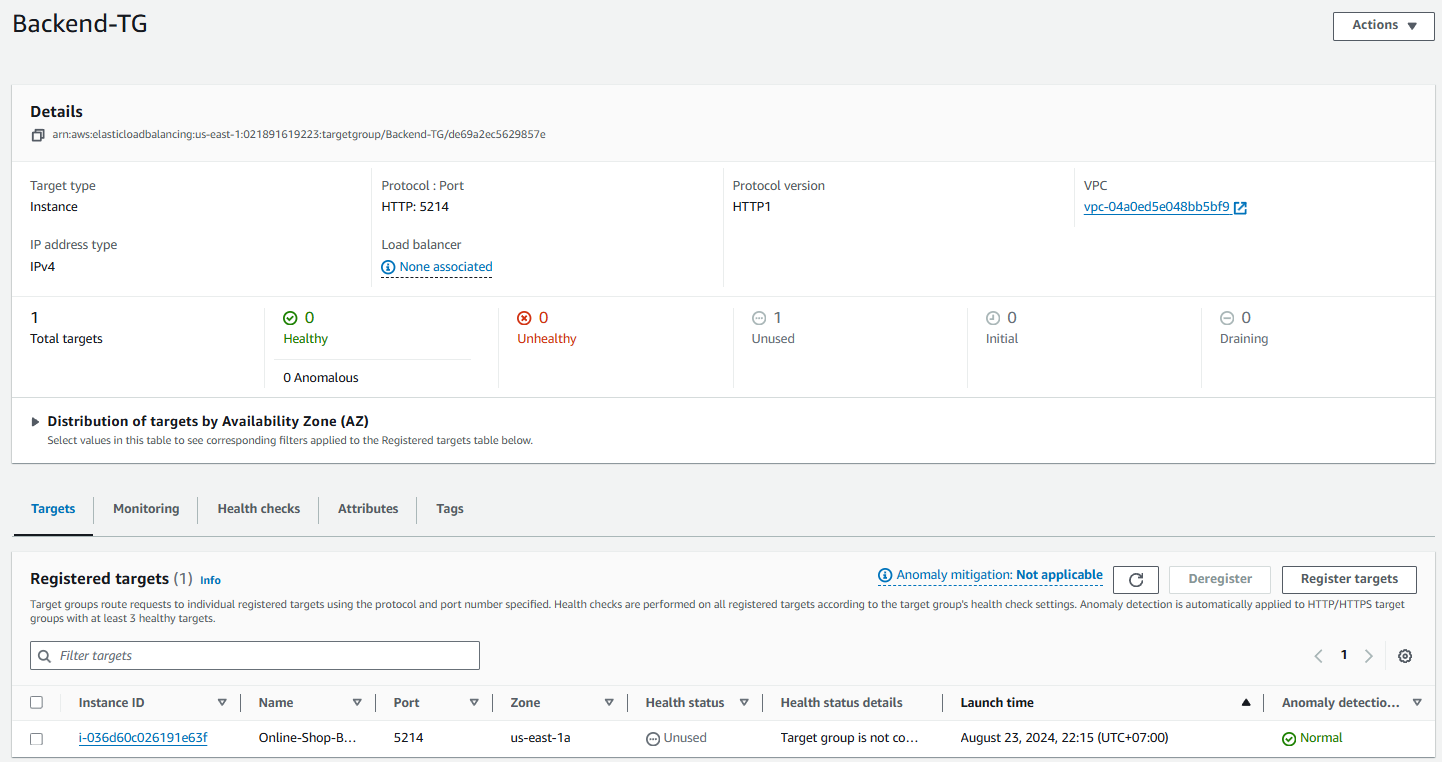 Backend-TG
Actions
Details
arn:aws:elasticloadbalancing:us-east-1:021891619223:targetgroup/Backend-TG/de69a2ec5629857e
Target type
Instance
Protocol : Port
HTTP: 5214
Protocol version
HTTP1
VPC
vpc-04a0ed5e048bb5bf9
IP address type
IPv4
Load balancer
None associated
1
Total targets
0
Healthy
0 Anomalous
0
Unhealthy
1
Unused
0
Initial
0
Draining
Distribution of targets by Availability Zone (AZ)
Select values in this table to see corresponding filters applied to the Registered targets table below.
Targets
Monitoring
Health checks
Attributes
Tags
Registered targets (1) Info
Anomaly mitigation: Not applicable
Deregister
Register targets
Target groups route requests to individual registered targets using the protocol and port number specified. Health checks are performed on all registered targets according to the target group's health check settings. Anomaly detection is automatically applied to HTTP/HTTPS target
groups with at least 3 healthy targets.
Filter targets
1
Instance ID Name Port Zone Health status Health status details Launch time Anomaly detectio...
i-036d60c026191e63f Online-Shop-B... 5214 us-east-1a Unused Target group is not co... August 23, 2024, 22:15 (UTC+07:00) Normal